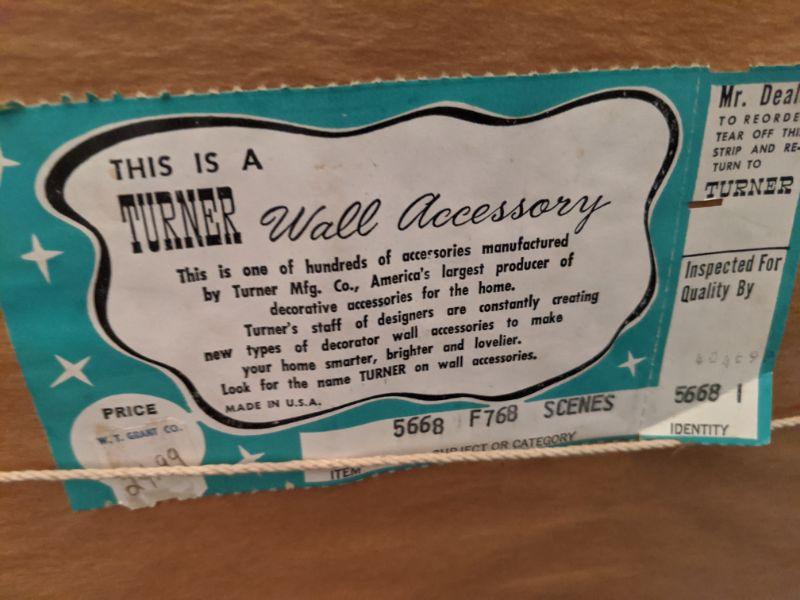 THIS IS A
TURNER Wall Accessory
This is one of hundreds of accessories manufactured
by Turner Mfg. Co., America's largest producer of
decorative accessories for the home.
Turner's staff of designers are constantly creating
new types of decorator wall accessories to make
your home smarter, brighter and lovelier.
Look for the name TURNER on wall accessories.
MADE IN U.S.A.
PRICE
W. T. GRANT CO.
5668 F768 SCENES
ITEM
SUBJECT OR CATEGORY
Mr. Deal
TO REORDE
TEAR OFF THI
STRIP AND RE-
TURN TO
TURNER
Inspected For
Quality By
5668 I
IDENTITY